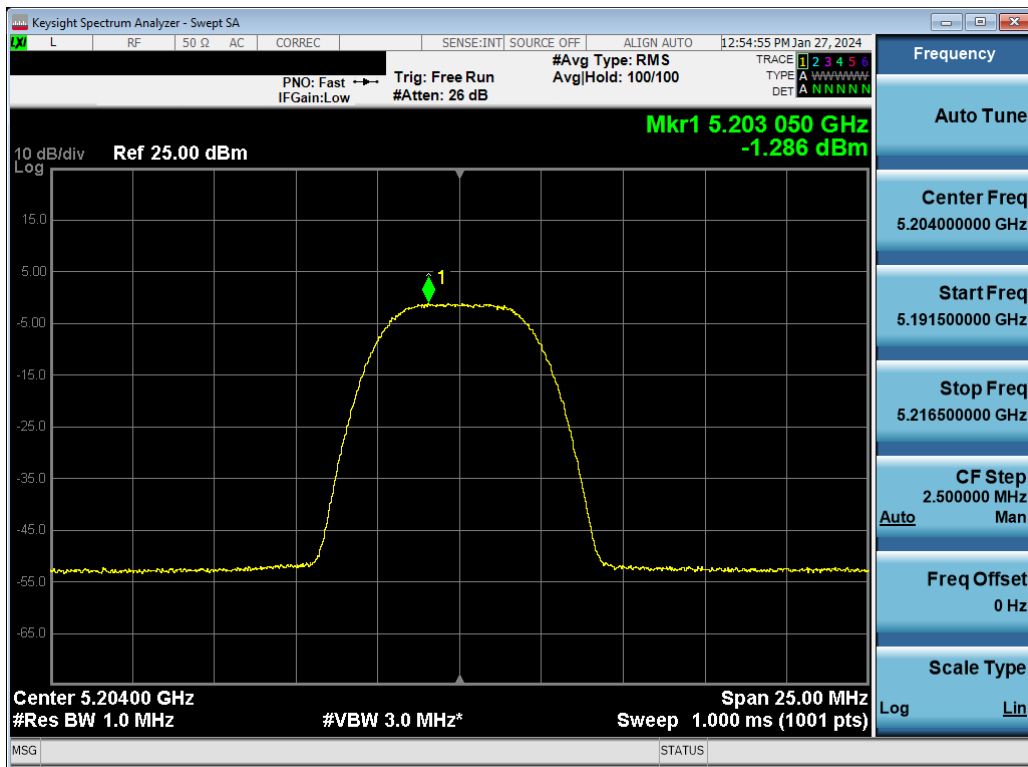 Keysight Spectrum Analyzer - Swept SA
LXI L RF 50 Ω AC CORREC SENSE:INT SOURCE OFF ALIGN AUTO 12:54:55 PM Jan 27, 2024
PNO: Fast
IFGain:Low
Trig: Free Run
#Atten: 26 dB
#Avg Type: RMS
Avg|Hold: 100/100
TRACE 1 2 3 4 5 6
TYPE A WWWWW
DET A N N N N N
Mkr1 5.203 050 GHz
-1.286 dBm
10 dB/div Ref 25.00 dBm
Log
1
15.0
5.00
-5.00
-15.0
-25.0
-35.0
-45.0
-55.0
-65.0
Center 5.20400 GHz Span 25.00 MHz
#Res BW 1.0 MHz #VBW 3.0 MHz* Sweep 1.000 ms (1001 pts)
MSG STATUS
Frequency
Auto Tune
Center Freq
5.204000000 GHz
Start Freq
5.191500000 GHz
Stop Freq
5.216500000 GHz
CF Step
2.500000 MHz
Auto Man
Freq Offset
0 Hz
Scale Type
Log Lin